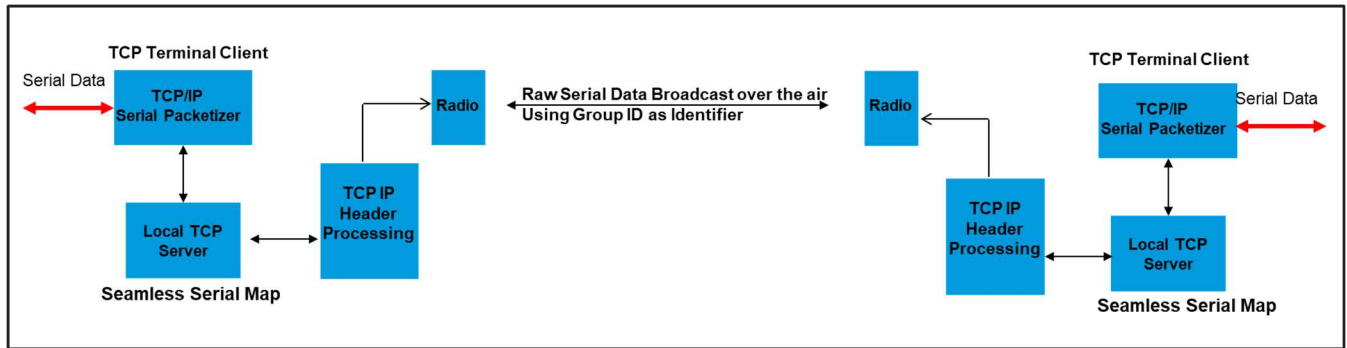 TCP Terminal Client
Serial Data
TCP/IP
Serial Packetizer
Local TCP
Server
Seamless Serial Map
TCP IP
Header
Processing
Radio
Raw Serial Data Broadcast over the air
Using Group ID as Identifier
Radio
TCP IP
Header
Processing
TCP Terminal Client
TCP/IP
Serial Packetizer
Serial Data
Local TCP
Server
Seamless Serial Map